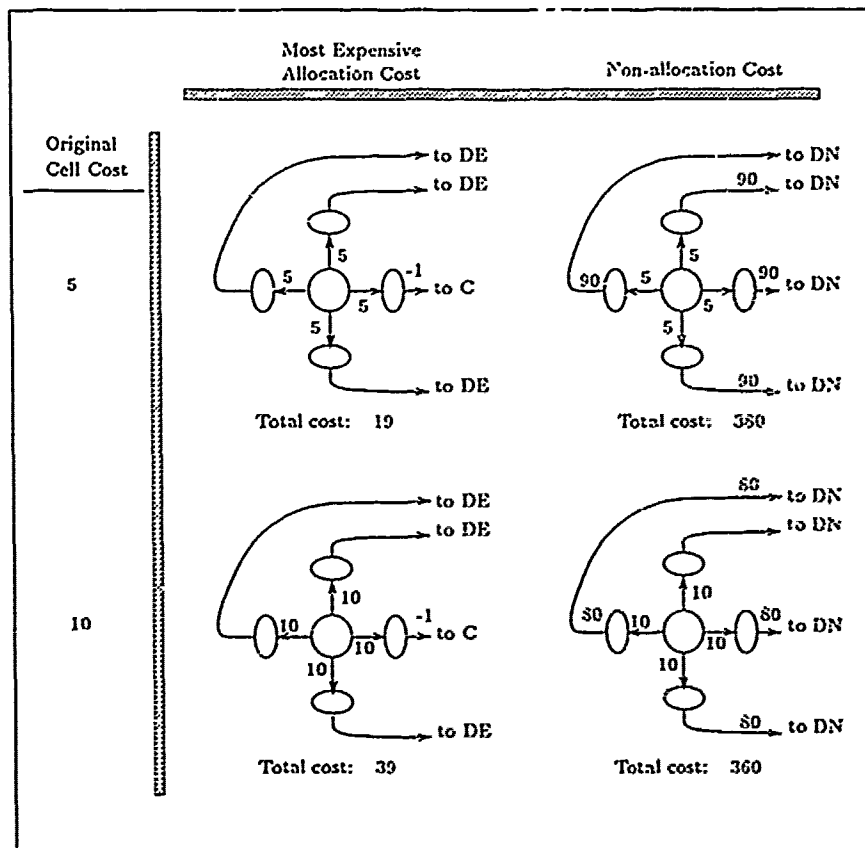 Most Expensive
Allocation Cost
Non-allocation Cost
Original
Cell Cost
to DE
to DE
5
5
5
5
-1
to C
to DE
Total cost: 19
to DN
90
to DN
90
5
5
5
5
90
to DN
90
to DN
Total cost: 380
5
to DE
to DE
10
10
10
10
-1
to C
to DE
Total cost: 39
80
to DN
to DN
80
10
10
10
10
80
to DN
80
to DN
Total cost: 360
10